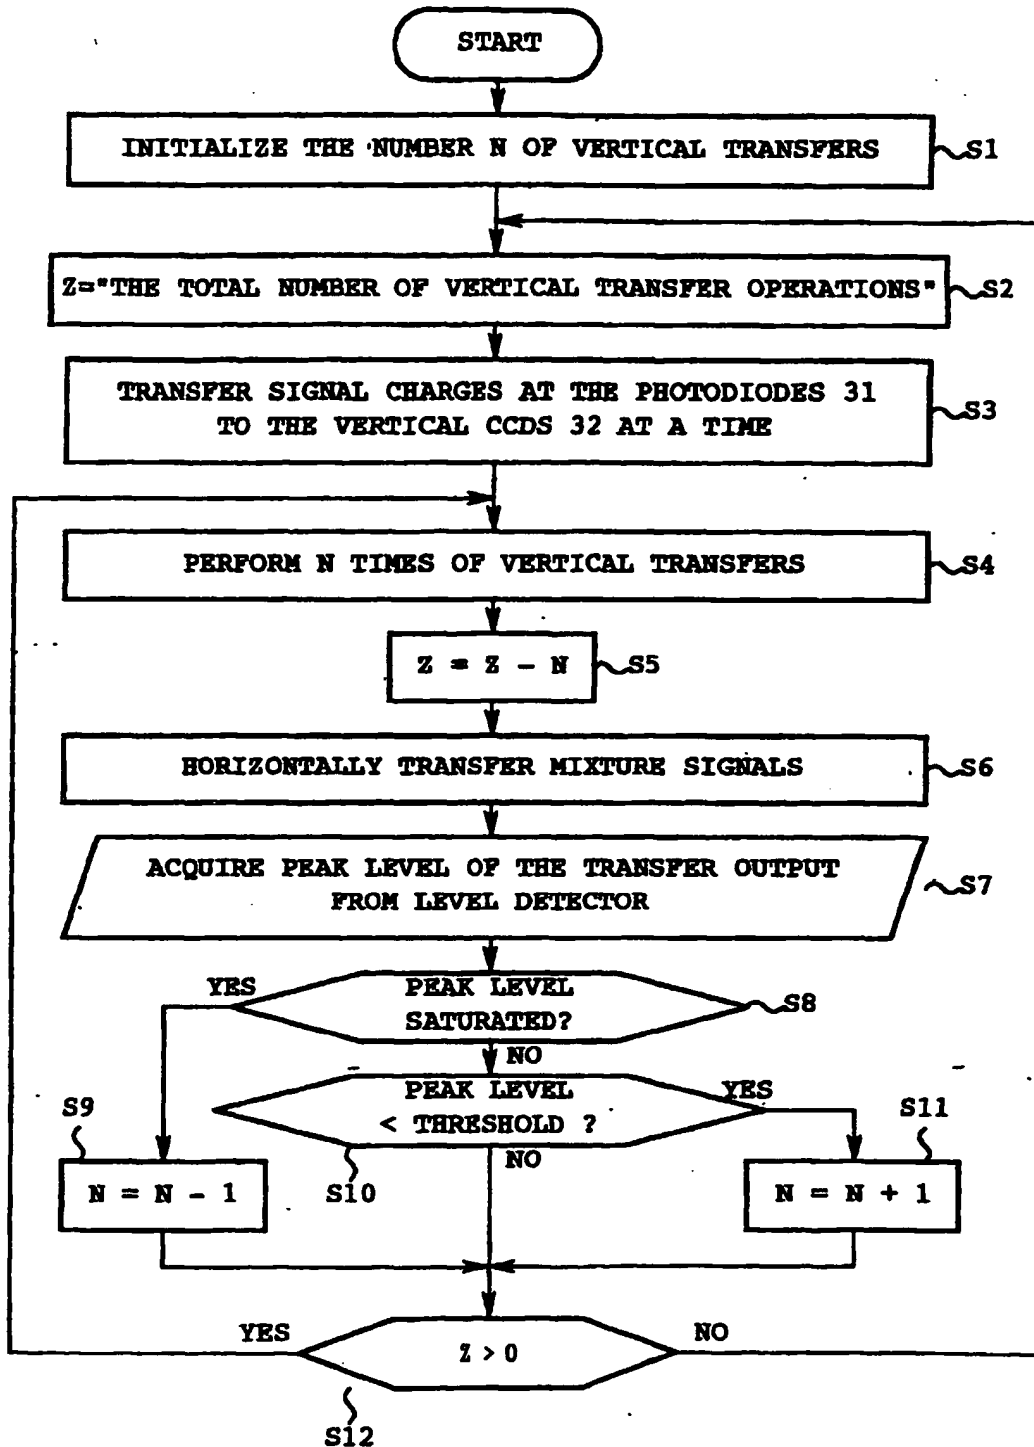 START
INITIALIZE THE NUMBER N OF VERTICAL TRANSFERS
S1
Z="THE TOTAL NUMBER OF VERTICAL TRANSFER OPERATIONS"
S2
TRANSFER SIGNAL CHARGES AT THE PHOTODIODES 31
TO THE VERTICAL CCDS 32 AT A TIME
S3
PERFORM N TIMES OF VERTICAL TRANSFERS
S4
Z = Z - N
S5
HORIZONTALLY TRANSFER MIXTURE SIGNALS
S6
ACQUIRE PEAK LEVEL OF THE TRANSFER OUTPUT
FROM LEVEL DETECTOR
S7
YES
PEAK LEVEL
SATURATED?
S8
NO
PEAK LEVEL
< THRESHOLD ?
YES
S9
S11
NO
S10
N = N - 1
N = N + 1
YES
Z > 0
NO
S12